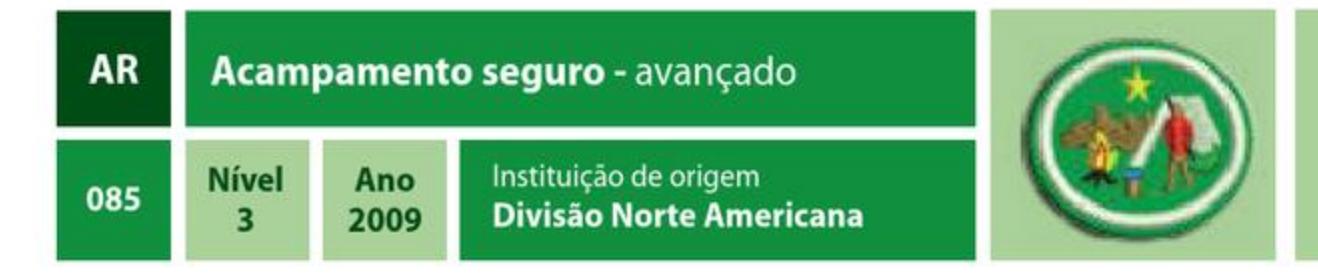 AR
Acampamento seguro - avançado
085
Nível
3
Ano
2009
Instituição de origem
Divisão Norte Americana